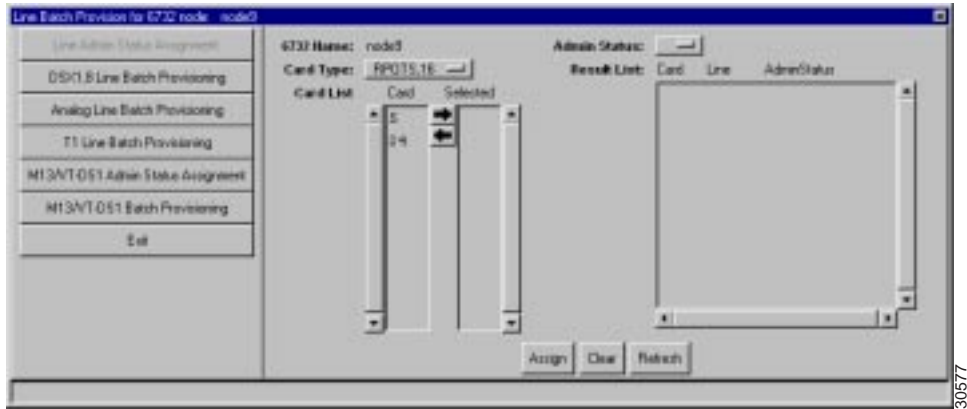 Line Batch Provision for 6732 node node9
Line Admin Status Assignment
DSX1,8 Line Batch Provisioning
Analog Line Batch Provisioning
T1 Line Batch Provisioning
M13/VT-DS1 Admin Status Assignment
M13/VT-DS1 Batch Provisioning
Exit
6732 Name: node9
Card Type: RPOTS,16
Card List Card Selected
5
Admin Status:
Result List: Card Line AdminStatus
Assign Clear Refresh
30577